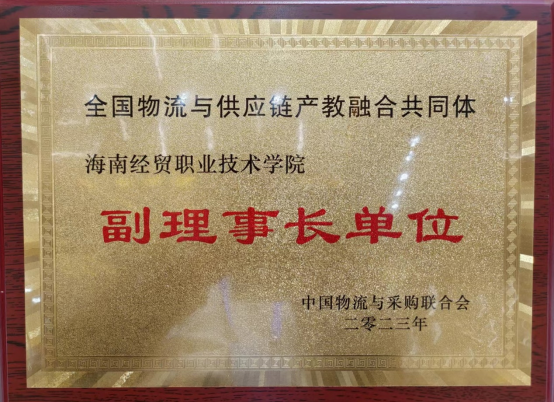 全国物流与供应链产教融合共同体
海南经贸职业技术学院
副理事长单位
中国物流与采购联合会
二零二三年